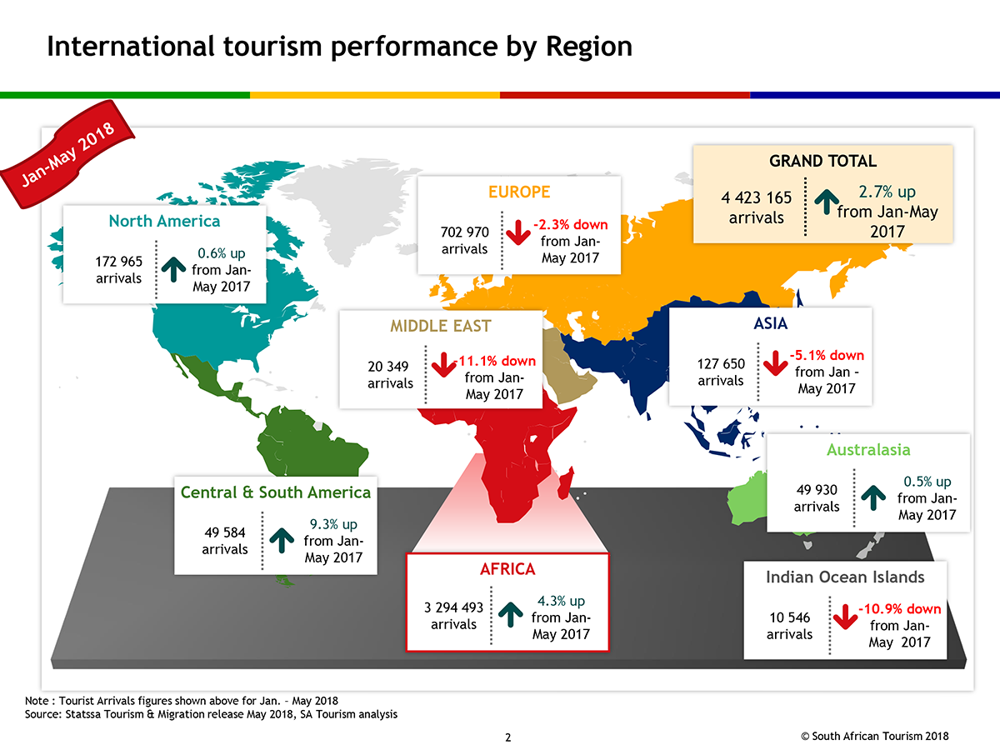 International tourism performance by Region
Jan-May 2018
GRAND TOTAL
4 423 165
arrivals
2.7% up
from Jan-May
2017
EUROPE
702 970
arrivals
-2.3% down
from Jan-
May 2017
North America
172 965
arrivals
0.6% up
from Jan-
May 2017
MIDDLE EAST
20 349
arrivals
-11.1% down
from Jan-
May 2017
ASIA
127 650
arrivals
-5.1% down
from Jan -
May 2017
Australasia
49 930
arrivals
0.5% up
from Jan-
May 2017
Central & South America
49 584
arrivals
9.3% up
from Jan-
May 2017
AFRICA
3 294 493
arrivals
4.3% up
from Jan-
May 2017
Indian Ocean Islands
10 546
arrivals
-10.9% down
from Jan-
May 2017
Note : Tourist Arrivals figures shown above for Jan. – May 2018
Source: Statssa Tourism & Migration release May 2018, SA Tourism analysis
2
© South African Tourism 2018